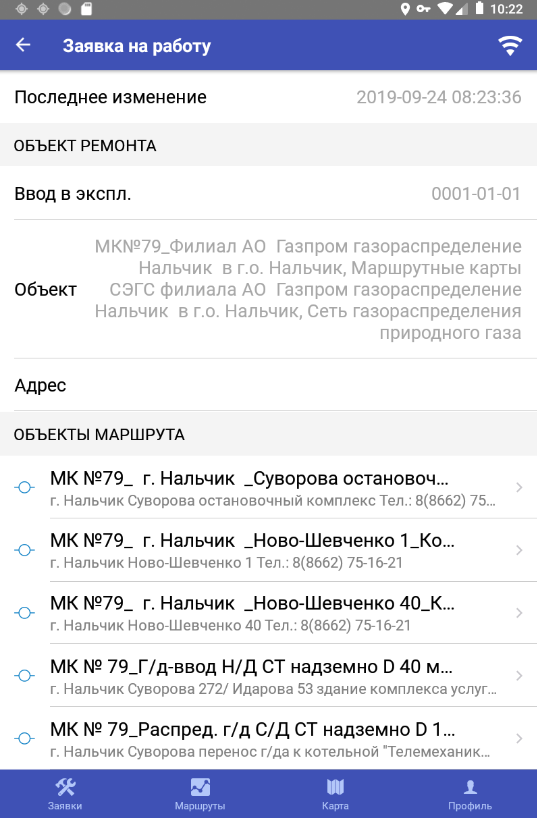 10:22
Заявка на работу
Последнее изменение 2019-09-24 08:23:36
ОБЪЕКТ РЕМОНТА
Ввод в экспл. 0001-01-01
МК№79_Филиал АО Газпром газораспределение
Нальчик в г.о. Нальчик, Маршрутные карты
Объект СЭГС филиала АО Газпром газораспределение
Нальчик в г.о. Нальчик, Сеть газораспределения
природного газа
Адрес
ОБЪЕКТЫ МАРШРУТА
МК №79_ г. Нальчик _Суворова остановоч...
г. Нальчик Суворова остановочный комплекс Тел.: 8(8662) 75...
МК №79_ г. Нальчик _Ново-Шевченко 1_Ко...
г. Нальчик Ново-Шевченко 1 Тел.: 8(8662) 75-16-21
МК №79_ г. Нальчик _Ново-Шевченко 40_К...
г. Нальчик Ново-Шевченко 40 Тел.: 8(8662) 75-16-21
МК № 79_Г/д-ввод Н/Д СТ надземно D 40 м...
г. Нальчик Суворова 272/ Идарова 53 здание комплекса услуг...
МК № 79_Распред. г/д С/Д СТ надземно D 1...
г. Нальчик Суворова перенос г/да к котельной "Телемеханик...
Заявки Маршруты Карта Профиль